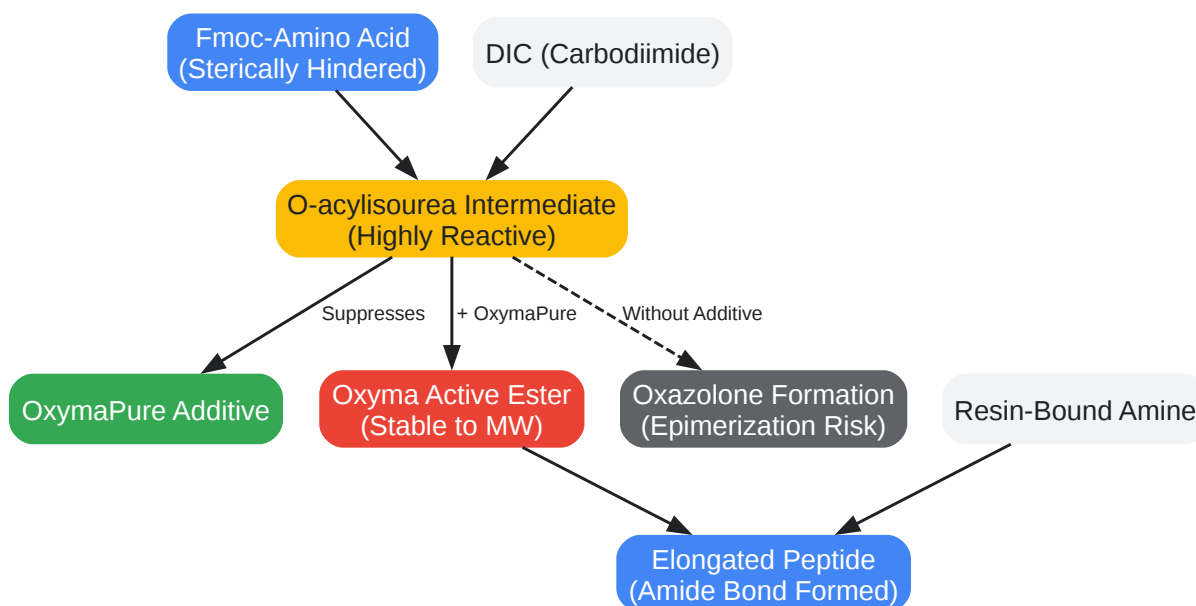 Fmoc-Amino Acid
(Sterically Hindered)
DIC (Carbodiimide)
O-acylisourea Intermediate
(Highly Reactive)
Suppresses
+ OxymaPure
Without Additive
OxymaPure Additive
Oxyma Active Ester
(Stable to MW)
Oxazolone Formation
(Epimerization Risk)
Resin-Bound Amine
Elongated Peptide
(Amide Bond Formed)